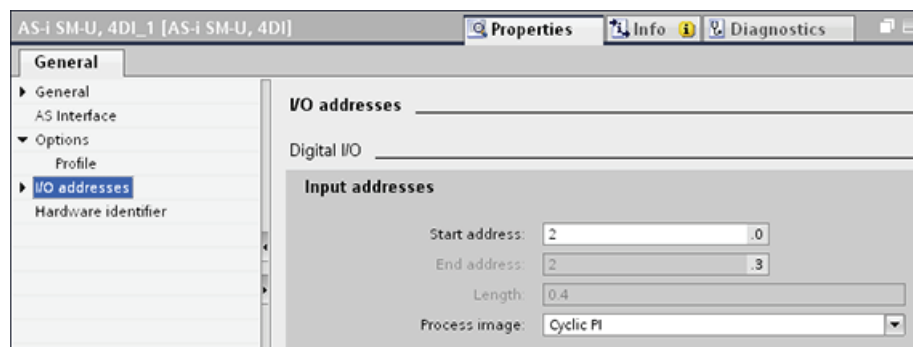 AS-i SM-U, 4DI_1 [AS-i SM-U, 4DI]
Properties
Info
Diagnostics
General
General
AS Interface
Options
Profile
I/O addresses
Hardware identifier
I/O addresses
Digital I/O
Input addresses
Start address: 2 .0
End address: 2 .3
Length: 0.4
Process image: Cyclic PI